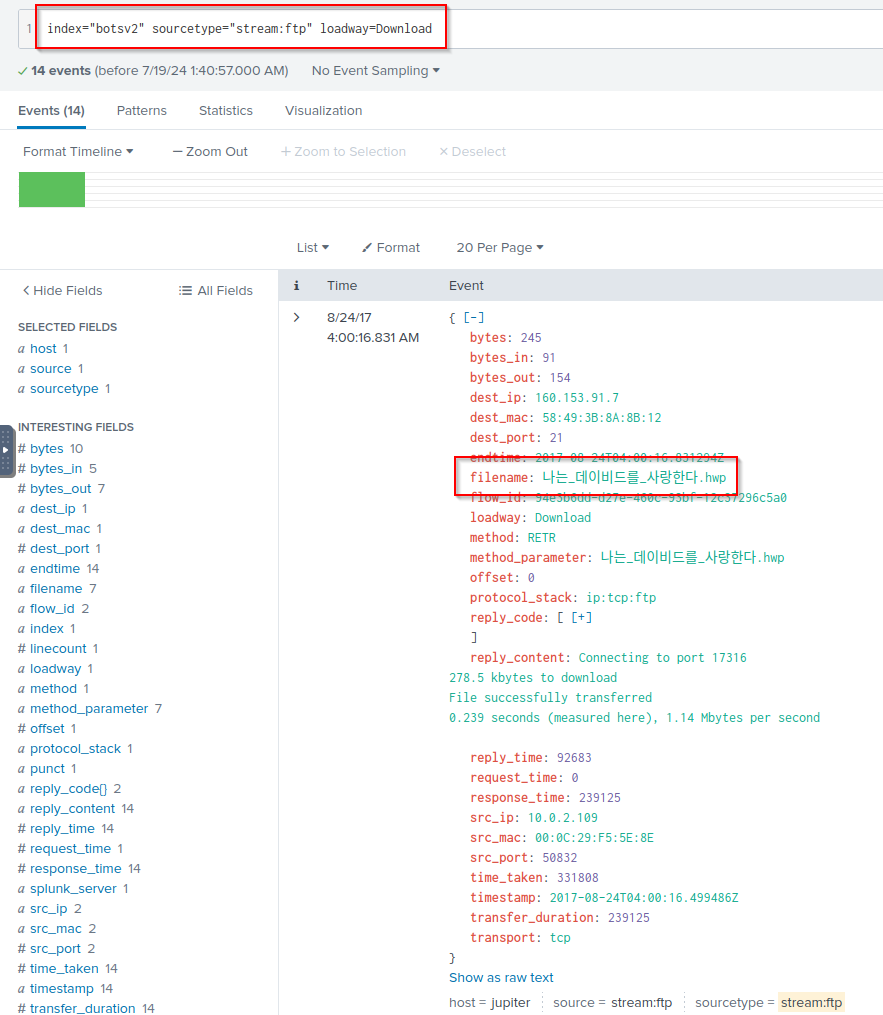 1 index="botsv2" sourcetype="stream:ftp" loadway=Download
14 events (before 7/19/24 1:40:57.000 AM) No Event Sampling
Events (14) Patterns Statistics Visualization
Format Timeline — Zoom Out + Zoom to Selection × Deselect
List Format 20 Per Page
Hide Fields All Fields
SELECTED FIELDS
a host 1
a source 1
a sourcetype 1
INTERESTING FIELDS
# bytes 10
# bytes_in 5
# bytes_out 7
a dest_ip 1
a dest_mac 1
# dest_port 1
a endtime 14
a filename 7
a flow_id 2
a index 1
# linecount 1
a loadway 1
a method 1
a method_parameter 7
# offset 1
a protocol_stack 1
a punct 1
a reply_code{} 2
a reply_content 14
# reply_time 14
# request_time 1
# response_time 14
a splunk_server 1
a src_ip 2
a src_mac 2
# src_port 2
# time_taken 14
a timestamp 14
# transfer_duration 14
i Time Event
8/24/17
4:00:16.831 AM
{ [-]
bytes: 245
bytes_in: 91
bytes_out: 154
dest_ip: 160.153.91.7
dest_mac: 58:49:3B:8A:8B:12
dest_port: 21
endtime: 2017-08-24T04:00:16.831294Z
filename: 나는_데이비드를_사랑한다.hwp
flow_id: 94e3b6dd-d27e-460c-93bf-f2c37296c5a0
loadway: Download
method: RETR
method_parameter: 나는_데이비드를_사랑한다.hwp
offset: 0
protocol_stack: ip:tcp:ftp
reply_code: [ [+]
]
reply_content: Connecting to port 17316
278.5 kbytes to download
File successfully transferred
0.239 seconds (measured here), 1.14 Mbytes per second
reply_time: 92683
request_time: 0
response_time: 239125
src_ip: 10.0.2.109
src_mac: 00:0C:29:F5:5E:8E
src_port: 50832
time_taken: 331808
timestamp: 2017-08-24T04:00:16.499486Z
transfer_duration: 239125
transport: tcp
}
Show as raw text
host = jupiter source = stream:ftp sourcetype = stream:ftp